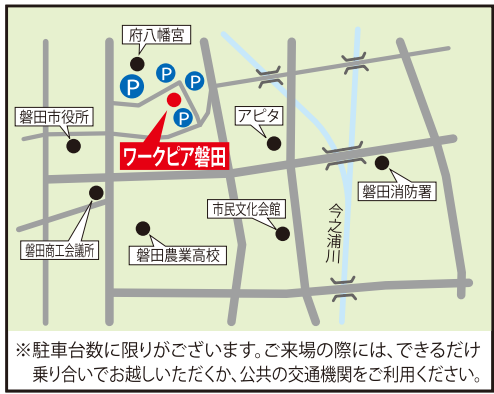 府八幡宮
P
P
P
P
磐田市役所
アピタ
ワークピア磐田
磐田消防署
市民文化会館
今之浦川
磐田商工会議所
磐田農業高校
※駐車台数に限りがございます。ご来場の際には、できるだけ
乗り合いでお越しいただくか、公共の交通機関をご利用ください。